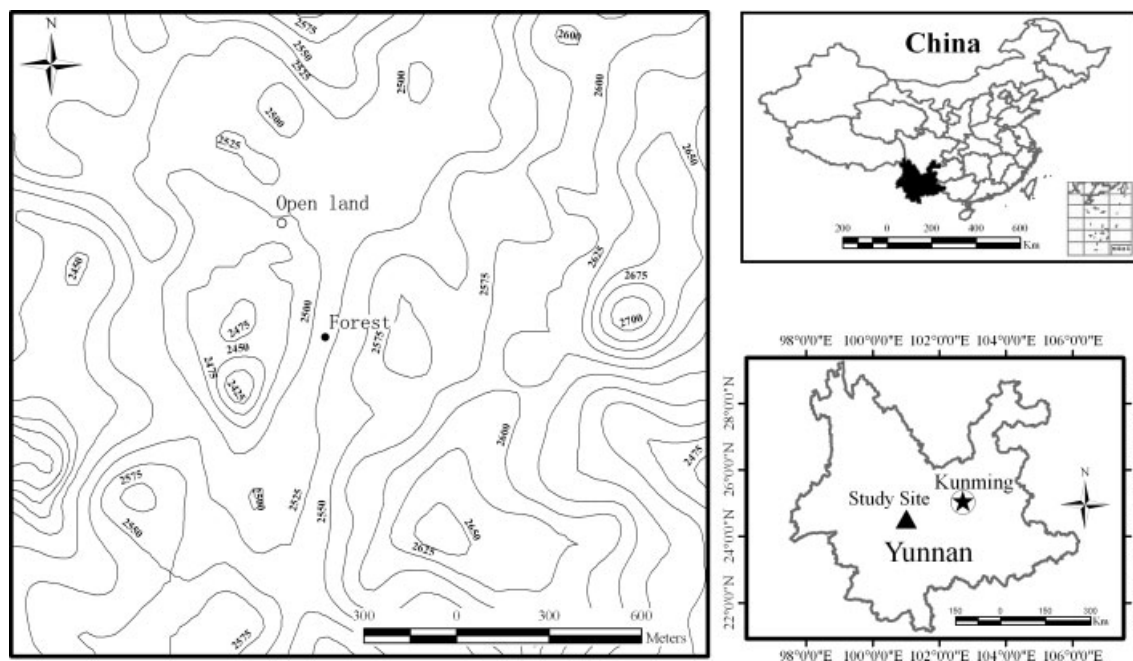 N
2575
2550
2525
2500
2600
2600
2500
2525
2650
Open land
2450
2625
2675
2575
2500
2700
2475
Forest
2575
2450
2475
2425
2600
2475
2575
2500
2525
2550
2550
2650
2625
2575
300 0 300 600
Meters
China
200 0 200 400 600
Km
98°0'0"E 100°0'0"E 102°0'0"E 104°0'0"E 106°0'0"E
28°0'0"N
26°0'0"N
24°0'0"N
22°0'0"N
N
Kunming
Study Site
Yunnan
150 0 150 300
Km
98°0'0"E 100°0'0"E 102°0'0"E 104°0'0"E 106°0'0"E